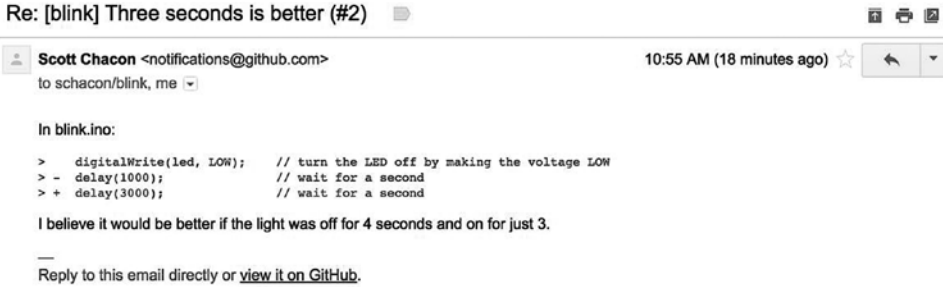 Re: [blink] Three seconds is better (#2)
Scott Chacon <notifications@github.com>
10:55 AM (18 minutes ago)
to schacon/blink, me
In blink.ino:
>    digitalWrite(led, LOW);    // turn the LED off by making the voltage LOW
> -  delay(1000);               // wait for a second
> +  delay(3000);               // wait for a second
I believe it would be better if the light was off for 4 seconds and on for just 3.
—
Reply to this email directly or view it on GitHub.